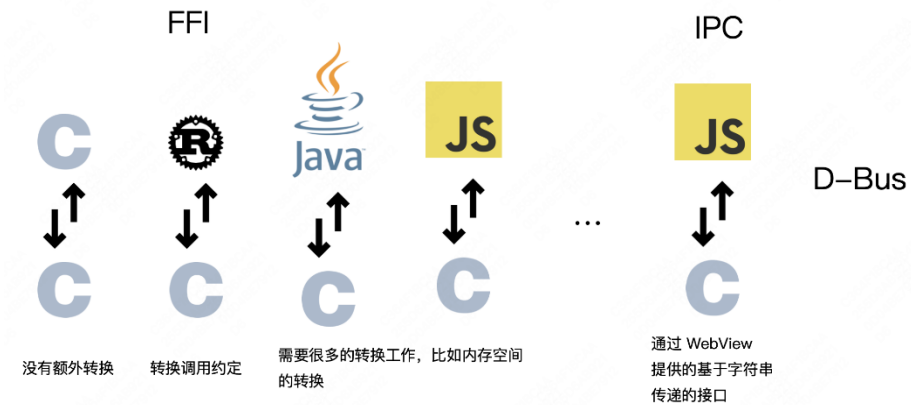 FFI
IPC
C
R
Java
JS
JS
D-Bus
...
C
C
C
C
C
没有额外转换
转换调用约定
需要很多的转换工作，比如内存空间
的转换
通过 WebView
提供的基于字符串
传递的接口